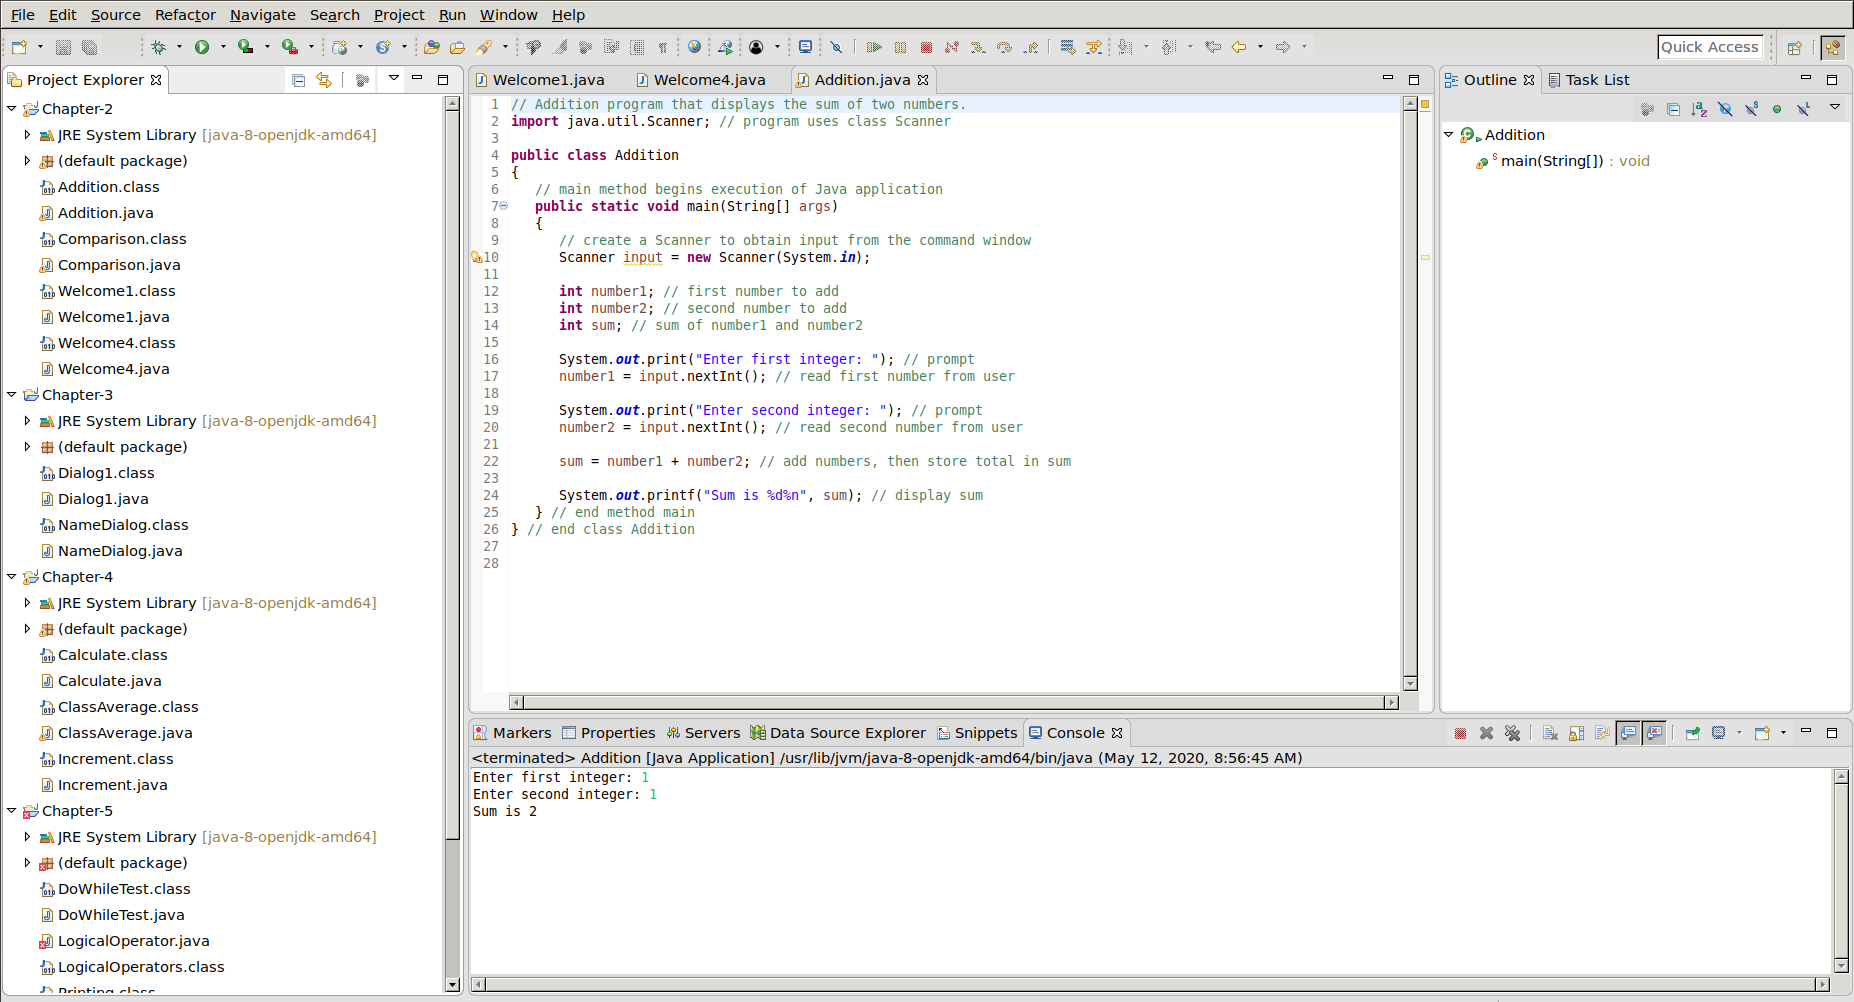 File Edit Source Refactor Navigate Search Project Run Window Help
Quick Access
Project Explorer
Chapter-2
JRE System Library [java-8-openjdk-amd64]
(default package)
Addition.class
Addition.java
Comparison.class
Comparison.java
Welcome1.class
Welcome1.java
Welcome4.class
Welcome4.java
Chapter-3
JRE System Library [java-8-openjdk-amd64]
(default package)
Dialog1.class
Dialog1.java
NameDialog.class
NameDialog.java
Chapter-4
JRE System Library [java-8-openjdk-amd64]
(default package)
Calculate.class
Calculate.java
ClassAverage.class
ClassAverage.java
Increment.class
Increment.java
Chapter-5
JRE System Library [java-8-openjdk-amd64]
(default package)
DoWhileTest.class
DoWhileTest.java
LogicalOperator.java
LogicalOperators.class
Printing.class
Welcome1.java Welcome4.java Addition.java
1 // Addition program that displays the sum of two numbers.
2 import java.util.Scanner; // program uses class Scanner
3
4 public class Addition
5 {
6 // main method begins execution of Java application
7 public static void main(String[] args)
8 {
9 // create a Scanner to obtain input from the command window
10 Scanner input = new Scanner(System.in);
11
12 int number1; // first number to add
13 int number2; // second number to add
14 int sum; // sum of number1 and number2
15
16 System.out.print("Enter first integer: "); // prompt
17 number1 = input.nextInt(); // read first number from user
18
19 System.out.print("Enter second integer: "); // prompt
20 number2 = input.nextInt(); // read second number from user
21
22 sum = number1 + number2; // add numbers, then store total in sum
23
24 System.out.printf("Sum is %d%n", sum); // display sum
25 } // end method main
26 } // end class Addition
27
28
Outline Task List
Addition
main(String[]) : void
Markers Properties Servers Data Source Explorer Snippets Console
<terminated> Addition [Java Application] /usr/lib/jvm/java-8-openjdk-amd64/bin/java (May 12, 2020, 8:56:45 AM)
Enter first integer: 1
Enter second integer: 1
Sum is 2